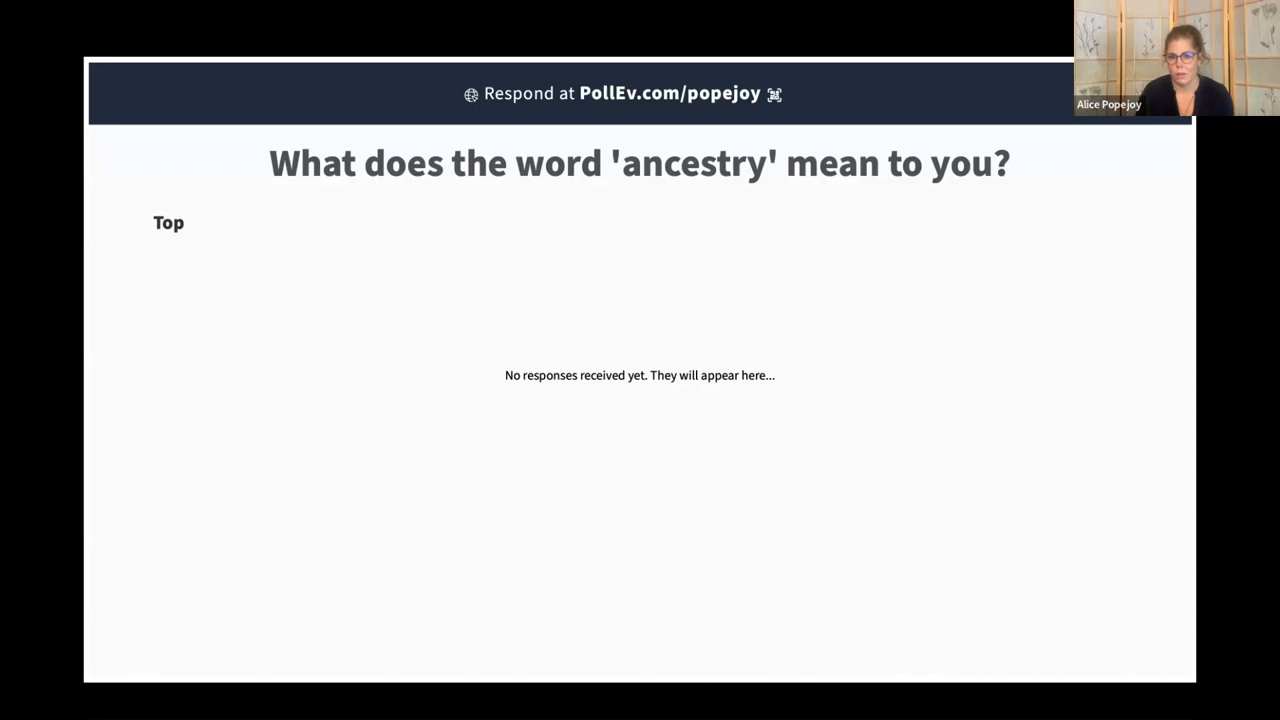 Respond at PollEv.com/popejoy
Alice Popejoy
What does the word 'ancestry' mean to you?
Top
No responses received yet. They will appear here...